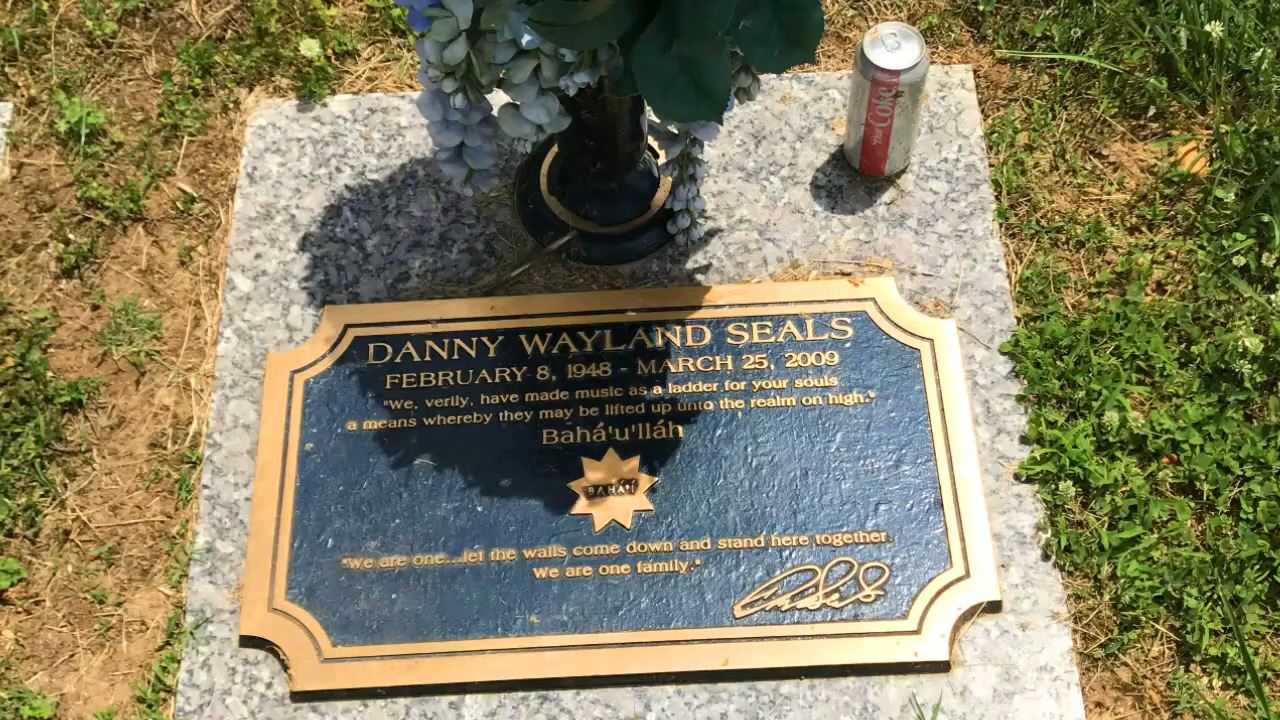 Diet Coke
DANNY WAYLAND SEALS
FEBRUARY 8, 1948 - MARCH 25, 2009
"We, verily, have made music as a ladder for your souls
a means whereby they may be lifted up unto the realm on high."
Bahá'u'lláh
BAHÁ'Í
"We are one...let the walls come down and stand here together.
We are one family."